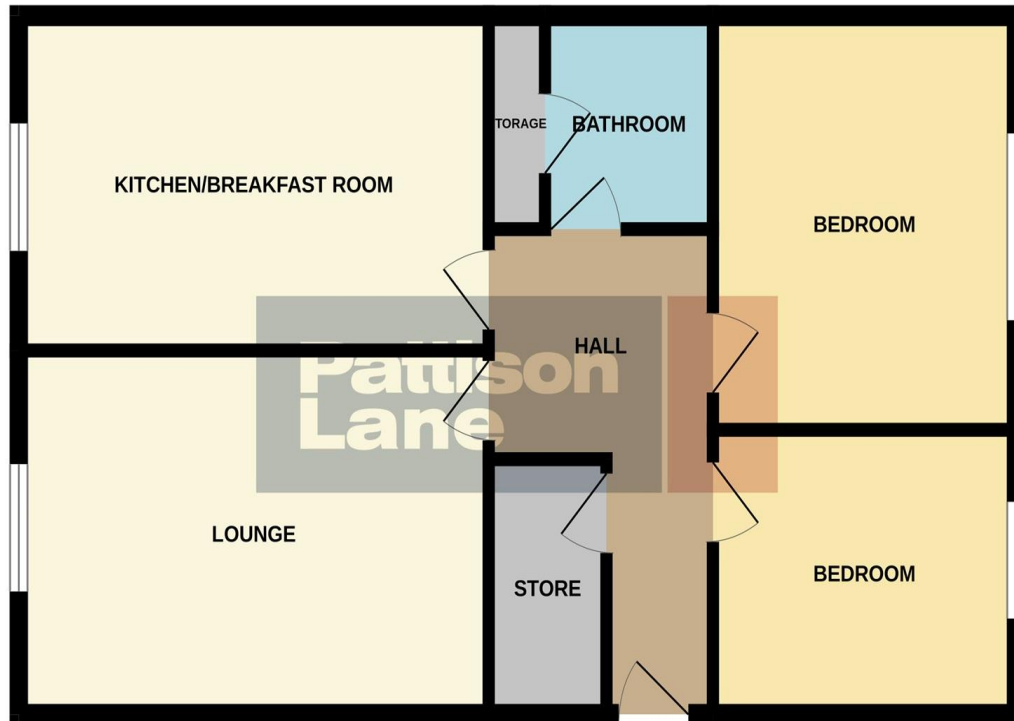 KITCHEN/BREAKFAST ROOM
TORAGE
BATHROOM
BEDROOM
HALL
Pattison
Lane
LOUNGE
STORE
BEDROOM